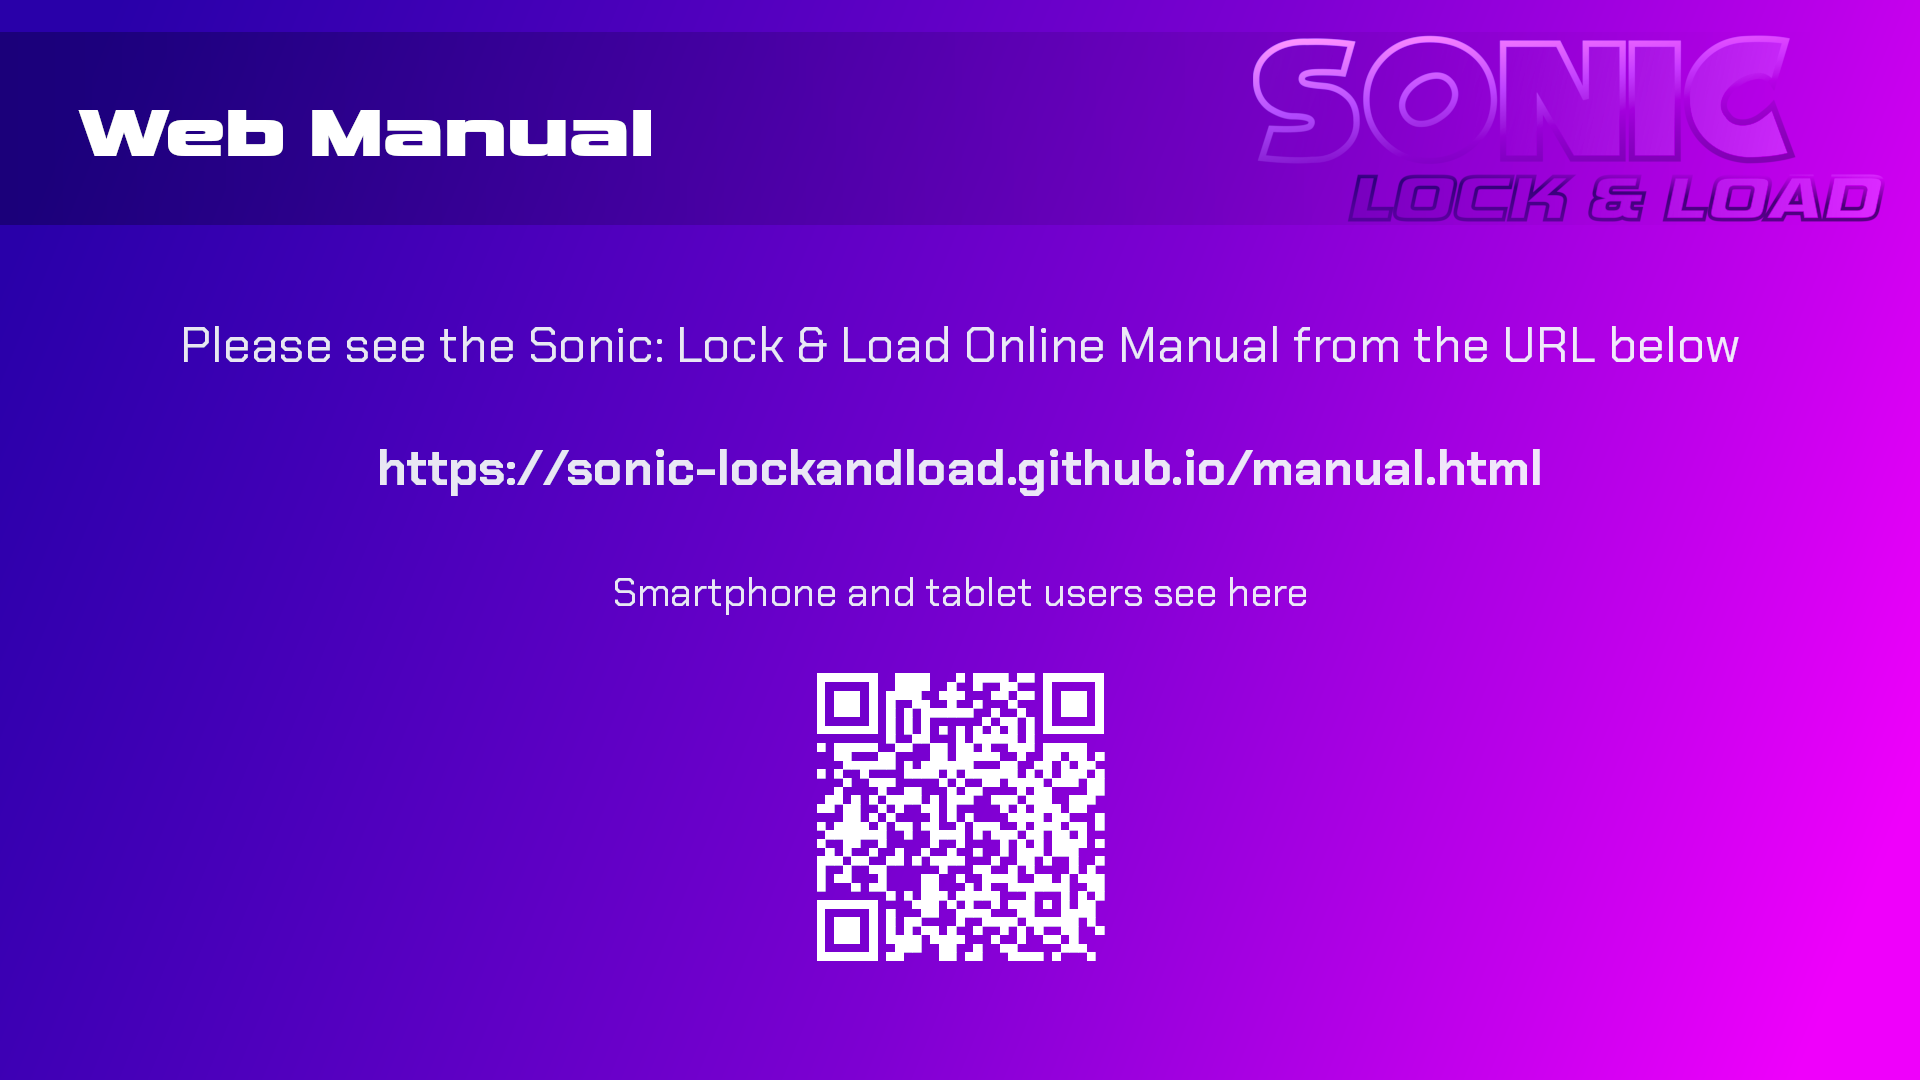 SONIC
LOCK & LOAD
Web Manual
Please see the Sonic: Lock & Load Online Manual from the URL below
https://sonic-lockandload.github.io/manual.html
Smartphone and tablet users see here